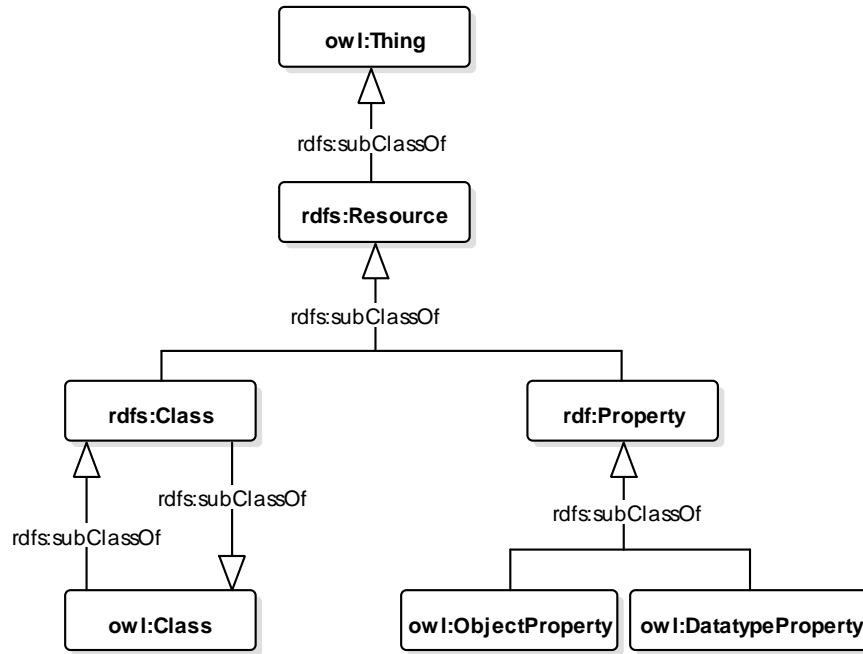 owl:Thing
rdfs:subClassOf
rdfs:Resource
rdfs:subClassOf
rdfs:Class
rdf:Property
rdfs:subClassOf
rdfs:subClassOf
rdfs:subClassOf
owl:Class
owl:ObjectProperty
owl:DatatypeProperty